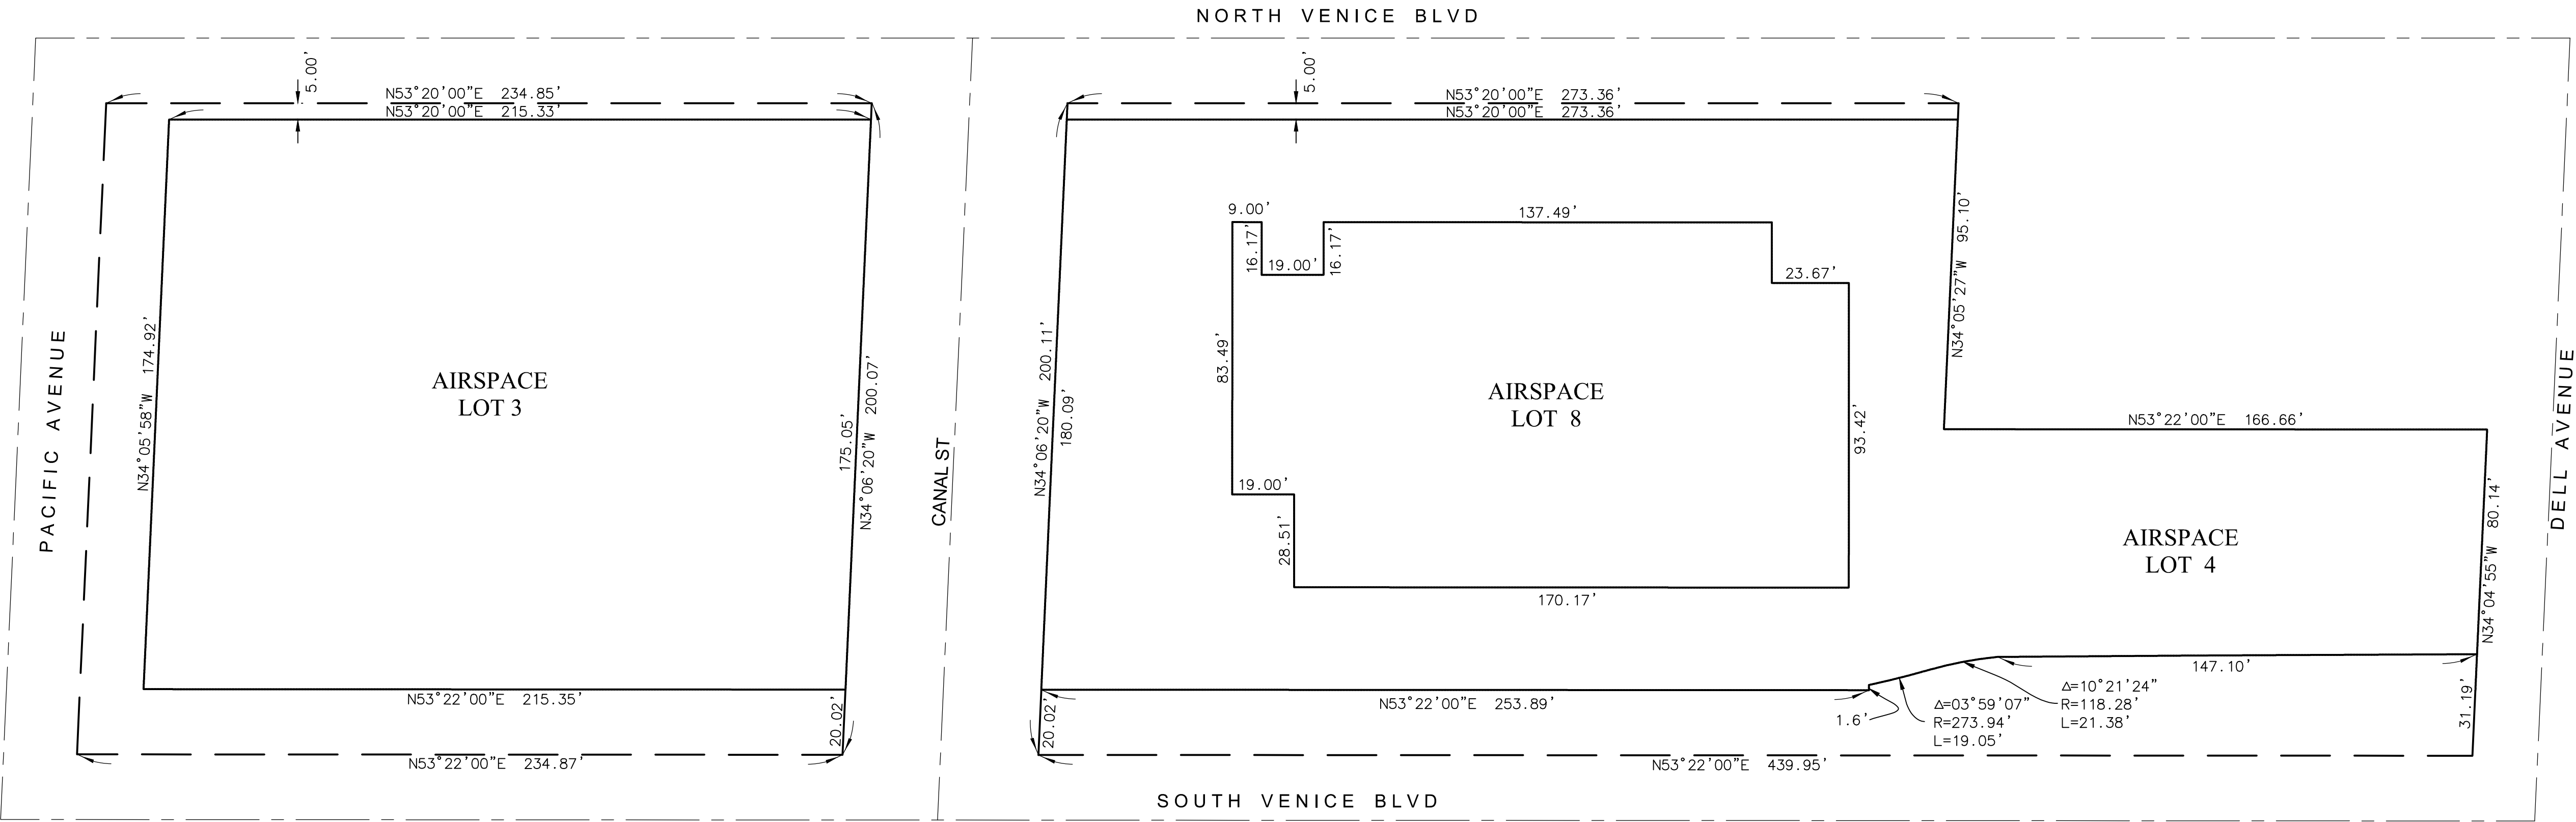 NORTH VENICE BLVD
5.00'
N53°20'00"E 234.85'
N53°20'00"E 215.33'
5.00'
N53°20'00"E 273.36'
N53°20'00"E 273.36'
PACIFIC AVENUE
N34°05'58"W 174.92'
AIRSPACE
LOT 3
175.05'
N34°06'20"W 200.07'
CANAL ST
N34°06'20"W 200.11'
180.09'
9.00'
16.17'
19.00'
16.17'
137.49'
23.67'
83.49'
AIRSPACE
LOT 8
93.42'
19.00'
28.51'
170.17'
N34°05'27"W 95.10'
N53°22'00"E 166.66'
AIRSPACE
LOT 4
N34°04'55"W 80.14'
DELL AVENUE
147.10'
31.19'
N53°22'00"E 215.35'
20.02'
N53°22'00"E 234.87'
20.02'
N53°22'00"E 253.89'
1.6'
Δ=03°59'07"
R=273.94'
L=19.05'
Δ=10°21'24"
R=118.28'
L=21.38'
N53°22'00"E 439.95'
SOUTH VENICE BLVD